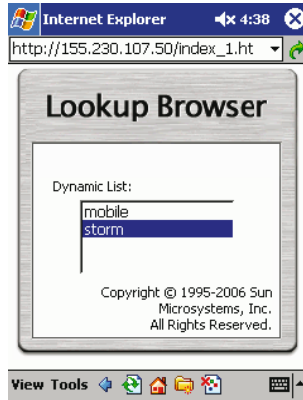 Internet Explorer 4:38
http://155.230.107.50/index_1.ht
Lookup Browser
Dynamic List:
mobile
storm
Copyright © 1995-2006 Sun
Microsystems, Inc.
All Rights Reserved.
View Tools